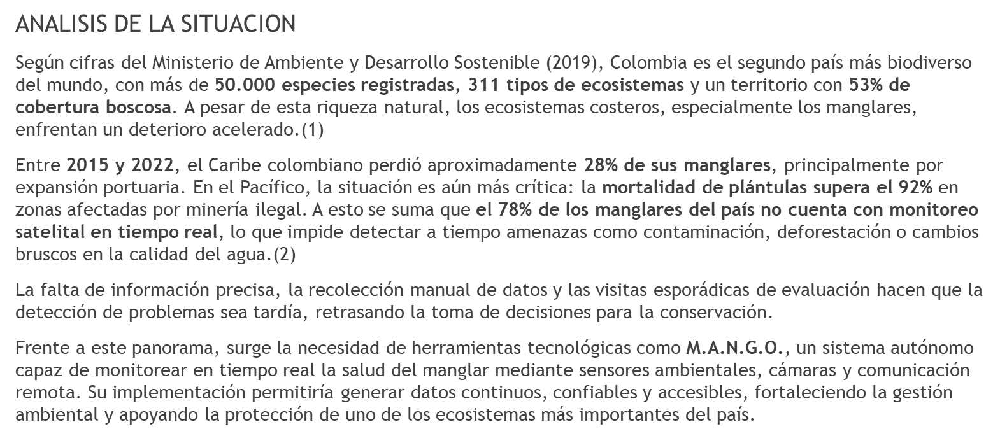 ANALISIS DE LA SITUACION
Según cifras del Ministerio de Ambiente y Desarrollo Sostenible (2019), Colombia es el segundo país más biodiverso
del mundo, con más de 50.000 especies registradas, 311 tipos de ecosistemas y un territorio con 53% de
cobertura boscosa. A pesar de esta riqueza natural, los ecosistemas costeros, especialmente los manglares,
enfrentan un deterioro acelerado.(1)
Entre 2015 y 2022, el Caribe colombiano perdió aproximadamente 28% de sus manglares, principalmente por
expansión portuaria. En el Pacífico, la situación es aún más crítica: la mortalidad de plántulas supera el 92% en
zonas afectadas por minería ilegal. A esto se suma que el 78% de los manglares del país no cuenta con monitoreo
satelital en tiempo real, lo que impide detectar a tiempo amenazas como contaminación, deforestación o cambios
bruscos en la calidad del agua.(2)
La falta de información precisa, la recolección manual de datos y las visitas esporádicas de evaluación hacen que la
detección de problemas sea tardía, retrasando la toma de decisiones para la conservación.
Frente a este panorama, surge la necesidad de herramientas tecnológicas como M.A.N.G.O., un sistema autónomo
capaz de monitorear en tiempo real la salud del manglar mediante sensores ambientales, cámaras y comunicación
remota. Su implementación permitiría generar datos continuos, confiables y accesibles, fortaleciendo la gestión
ambiental y apoyando la protección de uno de los ecosistemas más importantes del país.